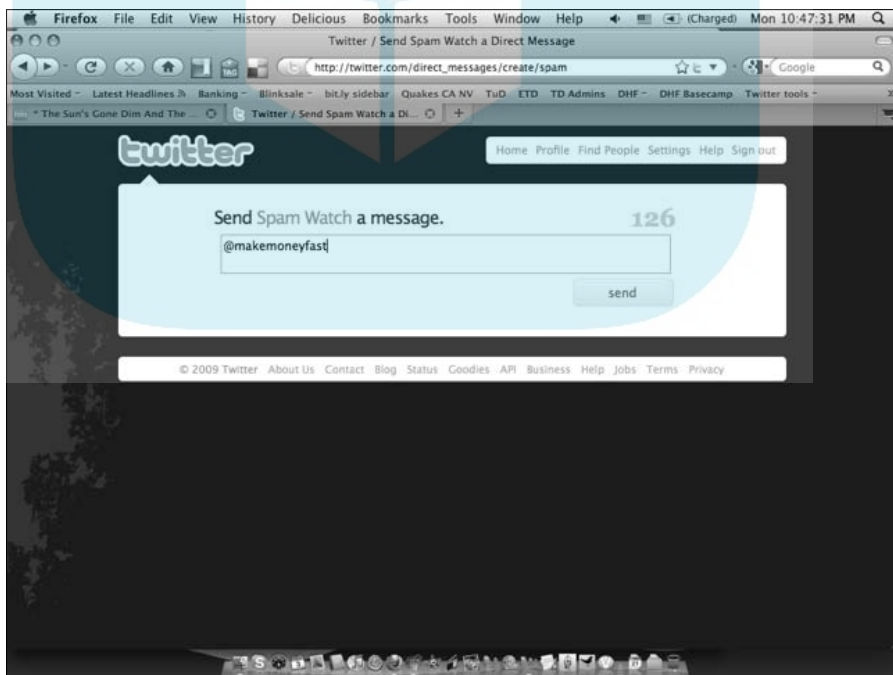 Firefox File Edit View History Delicious Bookmarks Tools Window Help (Charged) Mon 10:47:31 PM
Twitter / Send Spam Watch a Direct Message
TAG http://twitter.com/direct_messages/create/spam Google
Most Visited Latest Headlines Banking Blinksale bit.ly sidebar Quakes CA NV TuD ETD TD Admins DHF DHF Basecamp Twitter tools
* The Sun's Gone Dim And The ... Twitter / Send Spam Watch a Di... +
twitter
Home Profile Find People Settings Help Sign out
Send Spam Watch a message. 126
@makemoneyfast
send
© 2009 Twitter About Us Contact Blog Status Goodies API Business Help Jobs Terms Privacy